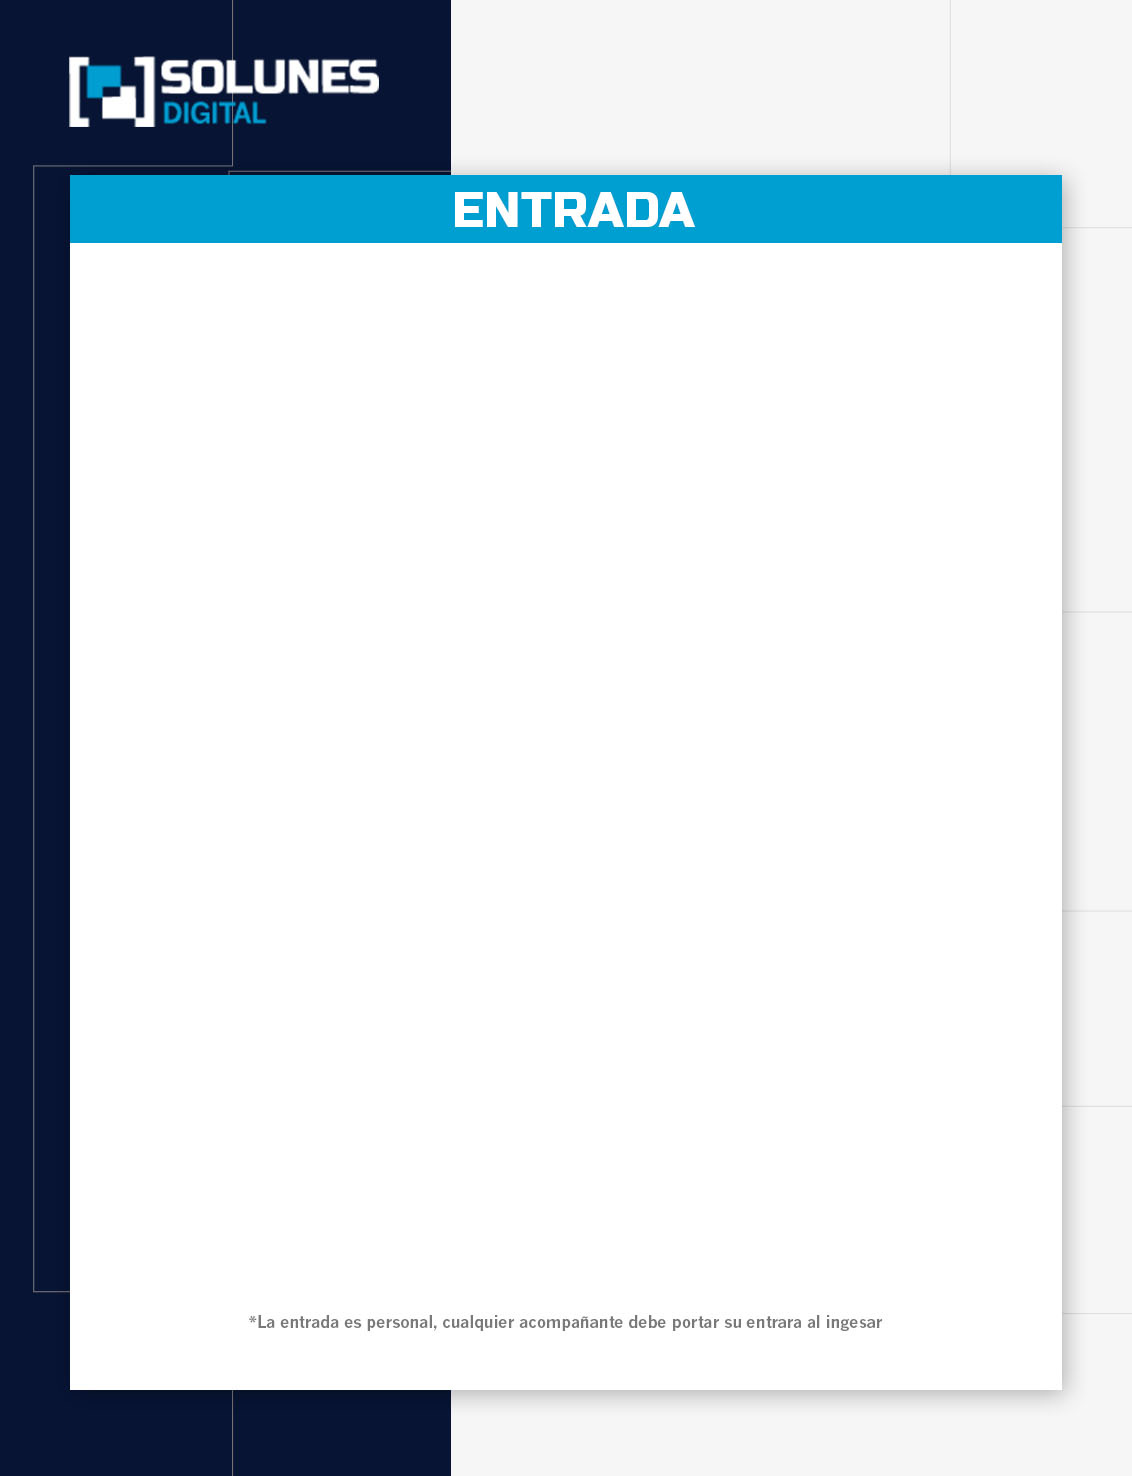 SOLUNES
DIGITAL
ENTRADA
*La entrada es personal, cualquier acompañante debe portar su entrara al ingesar